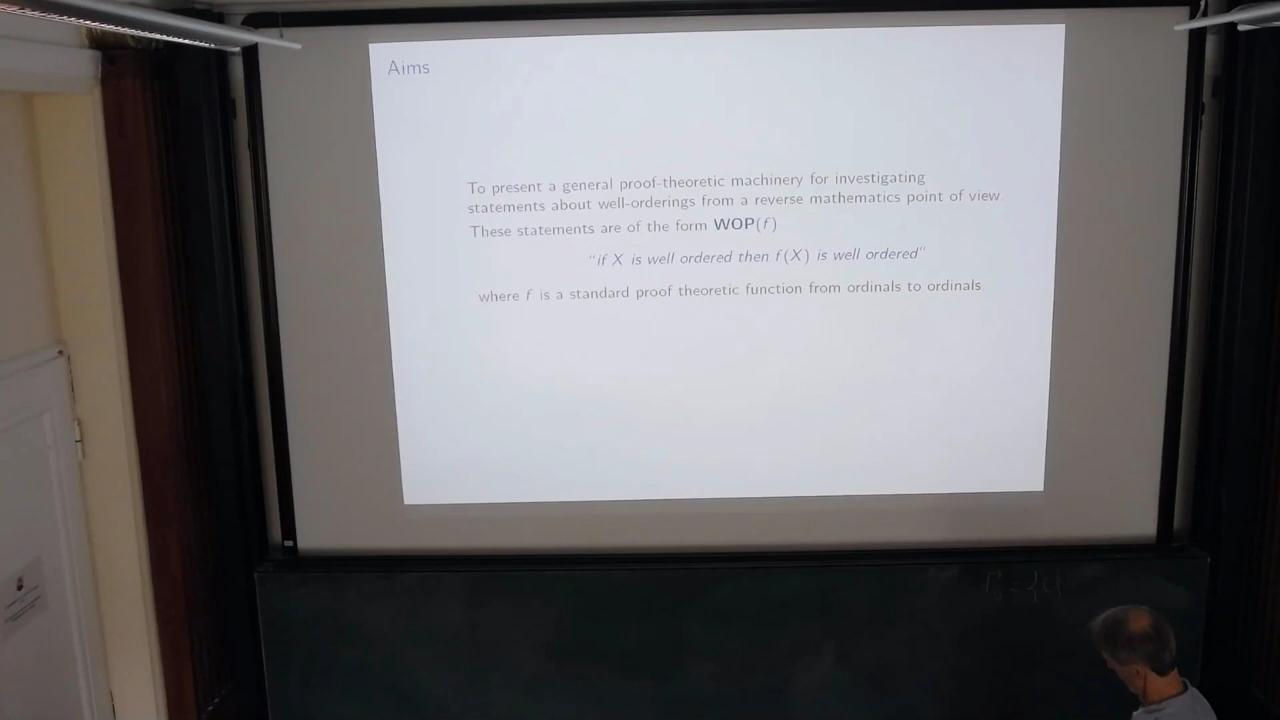 Aims
To present a general proof-theoretic machinery for investigating
statements about well-orderings from a reverse mathematics point of view
These statements are of the form WOP(f)
“if X is well ordered then f(X) is well ordered”
where f is a standard proof theoretic function from ordinals to ordinals